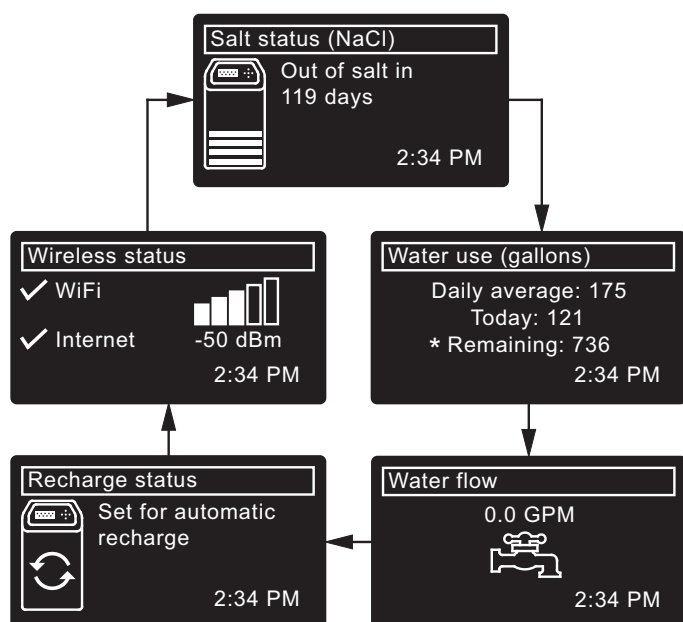 Salt status (NaCl)
Out of salt in
119 days
2:34 PM
Water use (gallons)
Daily average: 175
Today: 121
* Remaining: 736
2:34 PM
Water flow
0.0 GPM
2:34 PM
Recharge status
Set for automatic
recharge
2:34 PM
Wireless status
WiFi
Internet
-50 dBm
2:34 PM